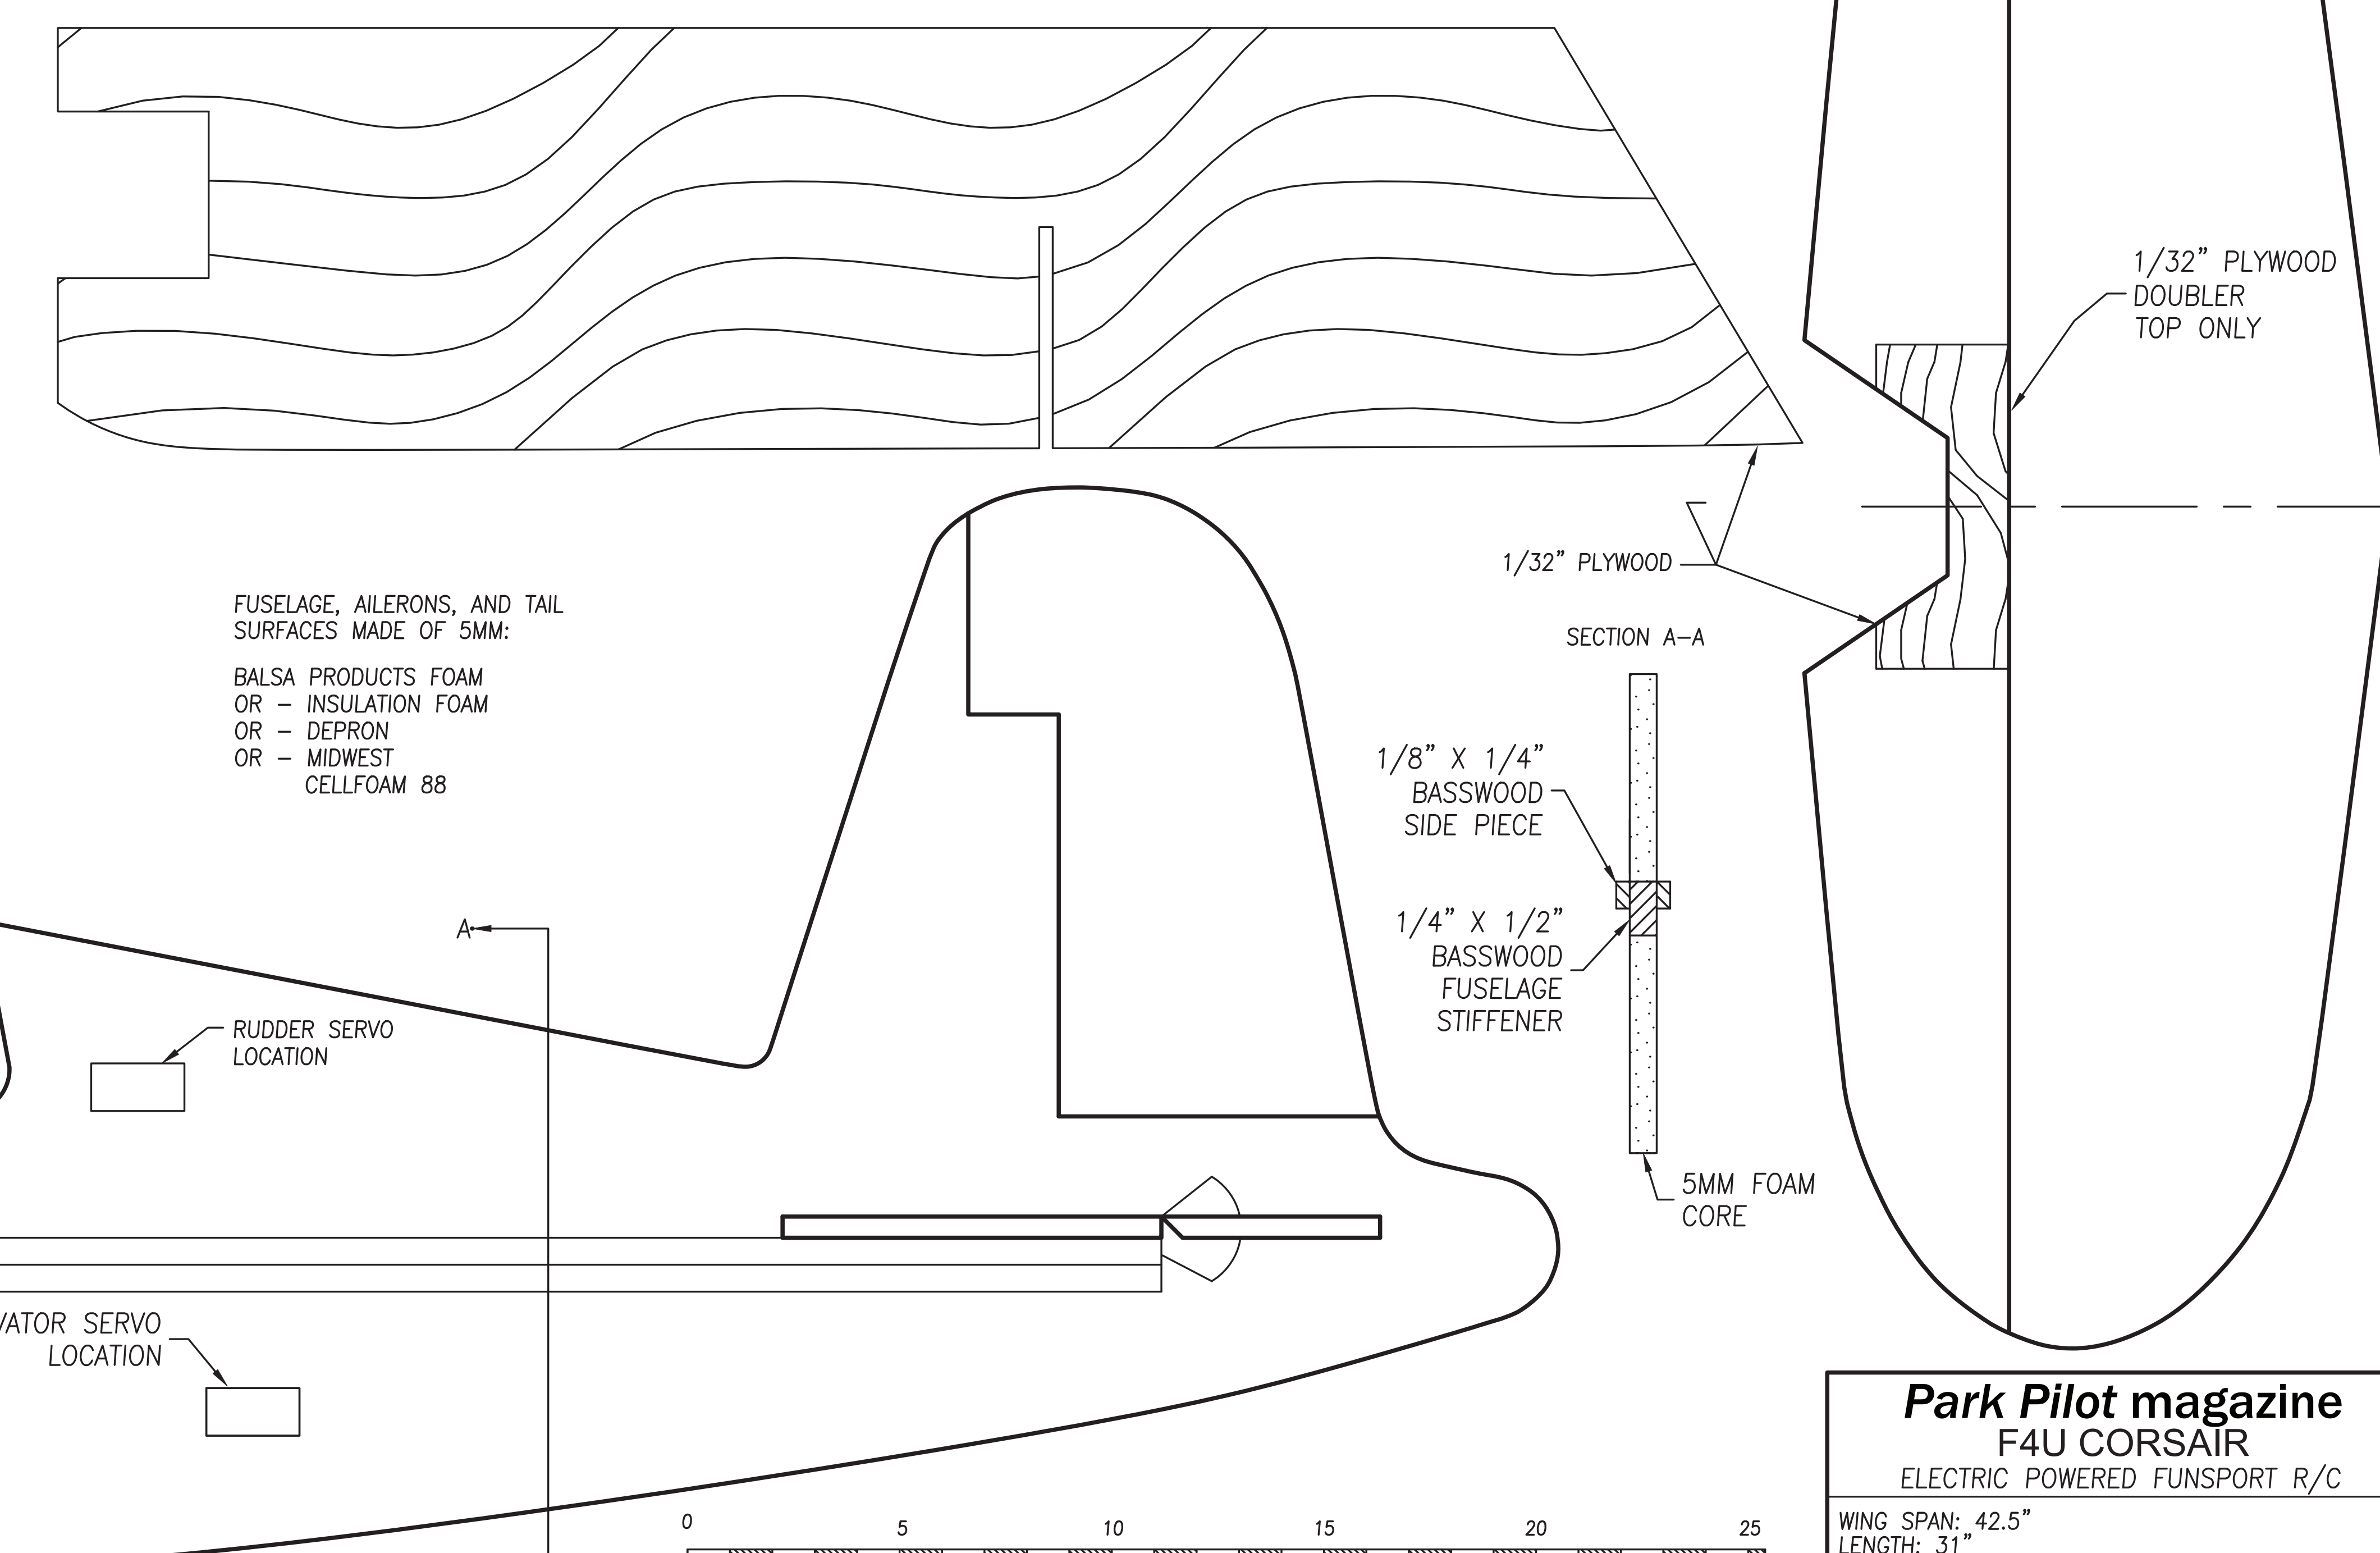 1/32” PLYWOOD
DOUBLER
TOP ONLY
1/32” PLYWOOD
FUSELAGE, AILERONS, AND TAIL
SURFACES MADE OF 5MM:
BALSA PRODUCTS FOAM
OR – INSULATION FOAM
OR – DEPRON
OR – MIDWEST
CELLFOAM 88
SECTION A–A
1/8” X 1/4”
BASSWOOD
SIDE PIECE
1/4” X 1/2”
BASSWOOD
FUSELAGE
STIFFENER
A
RUDDER SERVO
LOCATION
5MM FOAM
CORE
VATOR SERVO
LOCATION
Park Pilot magazine
F4U CORSAIR
ELECTRIC POWERED FUNSPORT R/C
WING SPAN: 42.5”
LENGTH: 31”
0 5 10 15 20 25